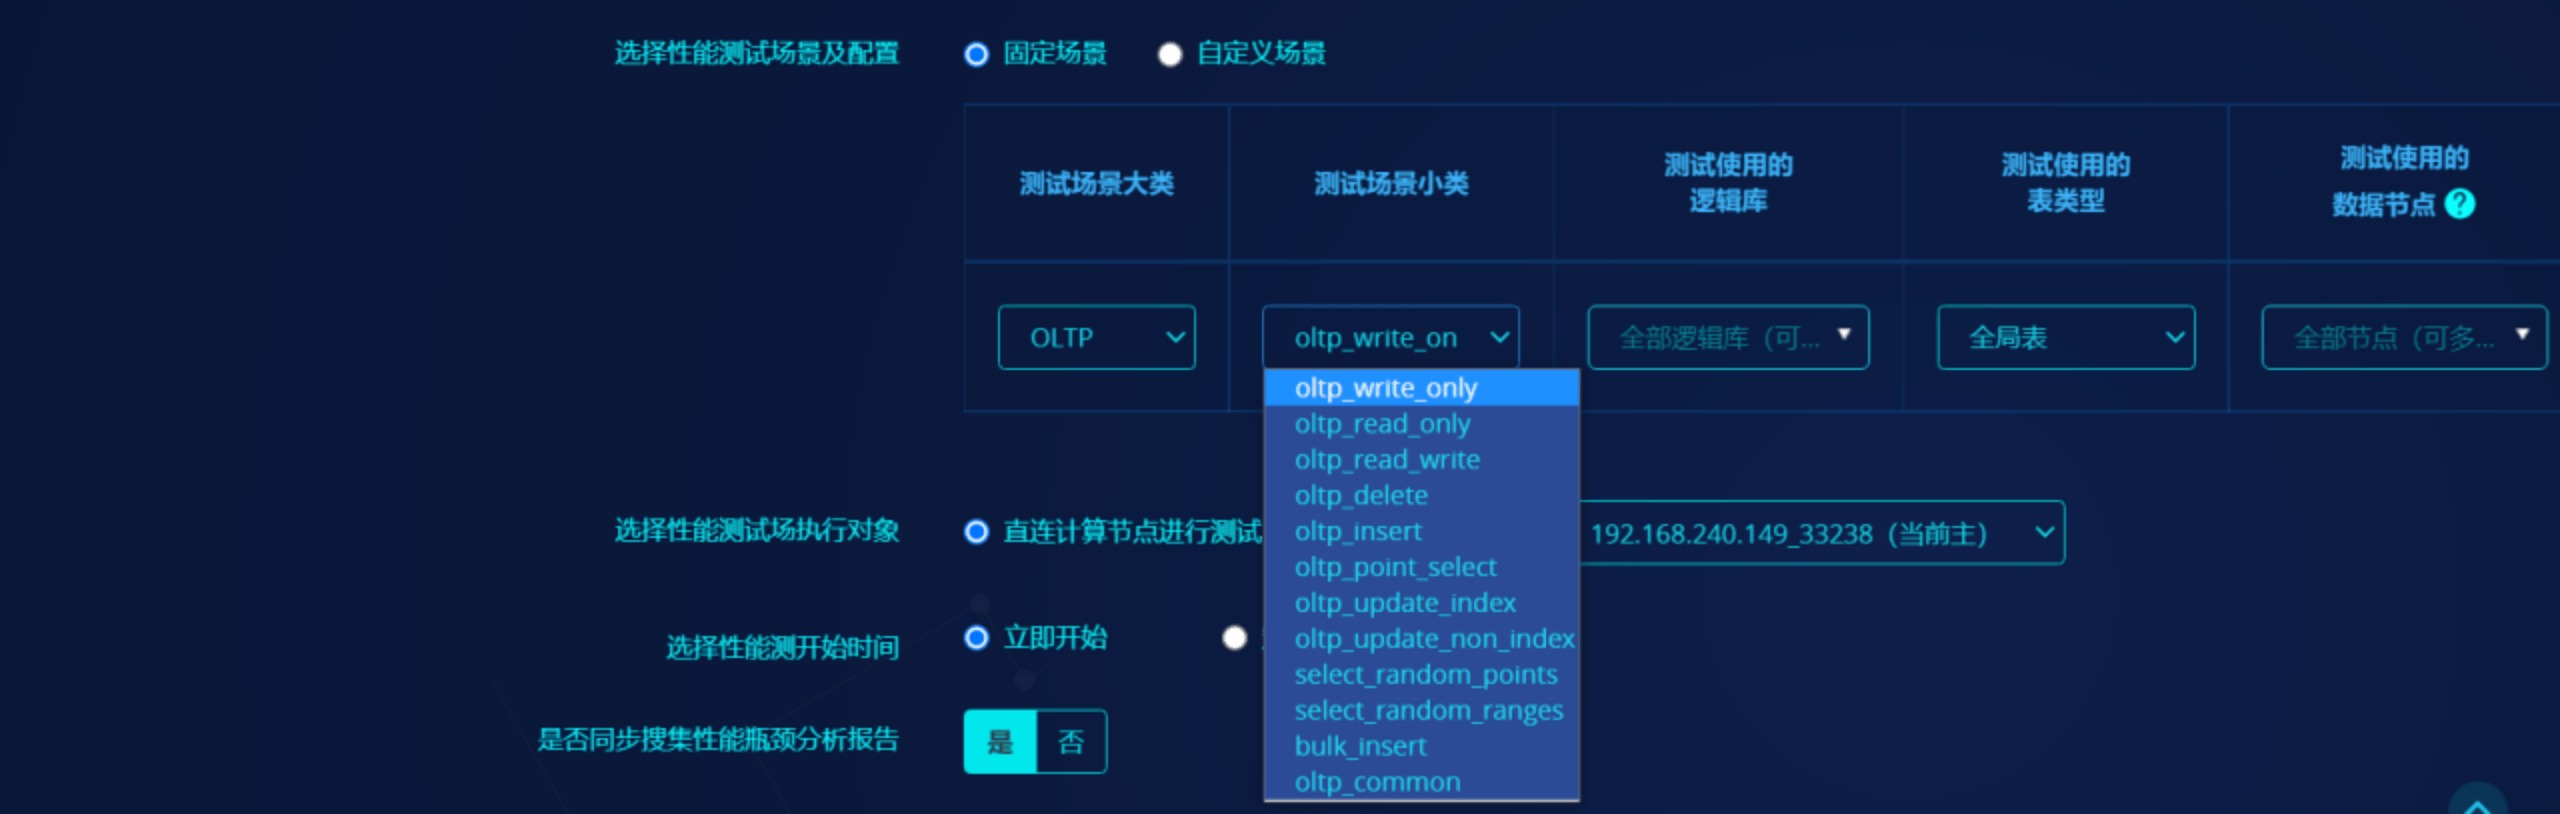 选择性能测试场景及配置
固定场景
自定义场景
测试场景大类
测试场景小类
测试使用的
逻辑库
测试使用的
表类型
测试使用的
数据节点 ?
OLTP
oltp_write_on
全部逻辑库（可...
全局表
全部节点（可多...
oltp_write_only
oltp_read_only
oltp_read_write
oltp_delete
oltp_insert
oltp_point_select
oltp_update_index
oltp_update_non_index
select_random_points
select_random_ranges
bulk_insert
oltp_common
选择性能测试场执行对象
直连计算节点进行测试
192.168.240.149_33238（当前主）
选择性能测开始时间
立即开始
是否同步搜集性能瓶颈分析报告
是
否